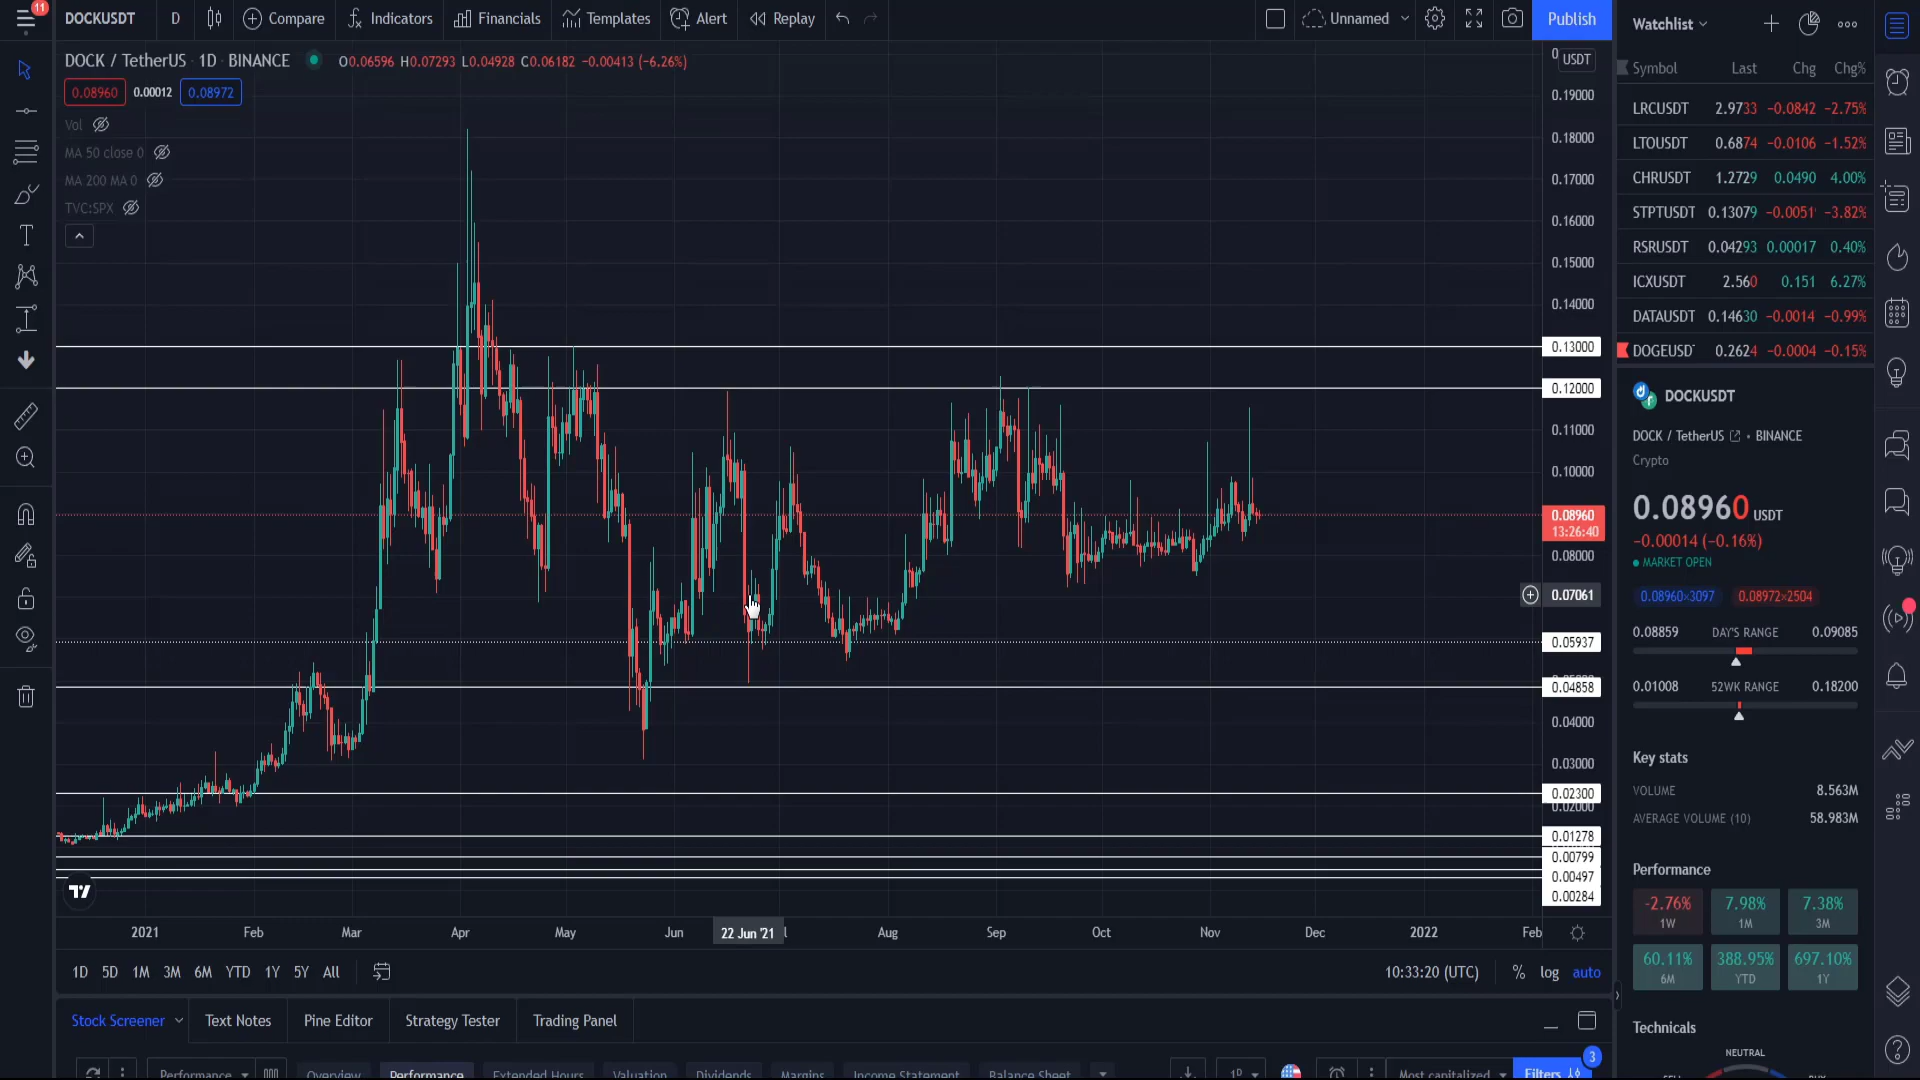 11
DOCKUSDT D Compare Indicators Financials Templates Alert Replay Unnamed Publish
DOCK / TetherUS · 1D · BINANCE O0.06596 H0.07293 L0.04928 C0.06182 −0.00413 (−6.26%)
0.08960 0.00012 0.08972
Vol
MA 50 close 0
MA 200 MA 0
TVC:SPX
USDT
0.19000
0.18000
0.17000
0.16000
0.15000
0.14000
0.13000
0.12000
0.11000
0.10000
0.08960
13:26:40
0.08000
0.07061
0.05937
0.04858
0.04000
0.03000
0.02300
0.02000
0.01278
0.00799
0.00497
0.00284
2021 Feb Mar Apr May Jun 22 Jun '21 Aug Sep Oct Nov Dec 2022 Feb
1D 5D 1M 3M 6M YTD 1Y 5Y All 10:33:20 (UTC) % log auto
Stock Screener Text Notes Pine Editor Strategy Tester Trading Panel
Performance Overview Performance Extended Hours Valuation Dividends Margins Income Statement Balance Sheet 1D Most capitalized Filters 3
Watchlist
Symbol Last Chg Chg%
LRCUSDT 2.9733 −0.0842 −2.75%
LTOUSDT 0.6874 −0.0106 −1.52%
CHRUSDT 1.2729 0.0490 4.00%
STPTUSDT 0.13079 −0.0051 −3.82%
RSRUSDT 0.04293 0.00017 0.40%
ICXUSDT 2.560 0.151 6.27%
DATAUSDT 0.14630 −0.0014 −0.99%
DOGEUSD 0.2624 −0.0004 −0.15%
DOCKUSDT
DOCK / TetherUS • BINANCE
Crypto
0.08960 USDT
−0.00014 (−0.16%)
MARKET OPEN
0.08960×3097 0.08972×2504
0.08859 DAY'S RANGE 0.09085
0.01008 52WK RANGE 0.18200
Key stats
VOLUME 8.563M
AVERAGE VOLUME (10) 58.983M
Performance
-2.76% 7.98% 7.38%
1W 1M 3M
60.11% 388.95% 697.10%
6M YTD 1Y
Technicals
NEUTRAL